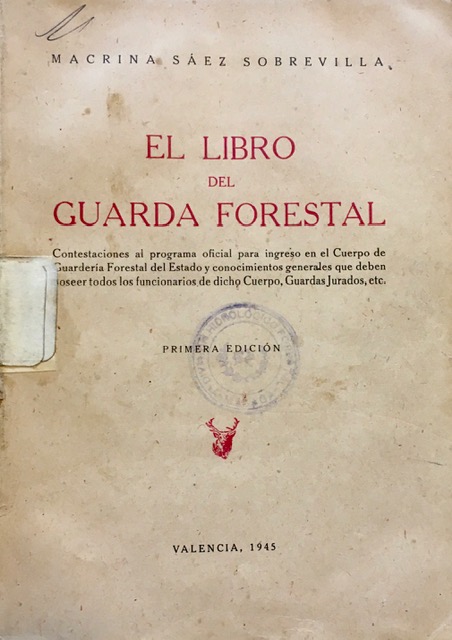 MACRINA SÁEZ SOBREVILLA
EL LIBRO
DEL
GUARDA FORESTAL
Contestaciones al programa oficial para ingreso en el Cuerpo de
Guardería Forestal del Estado y conocimientos generales que deben
poseer todos los funcionarios de dicho Cuerpo, Guardas Jurados, etc.
PRIMERA EDICIÓN
HIDROLÓGICO
VALENCIA, 1945